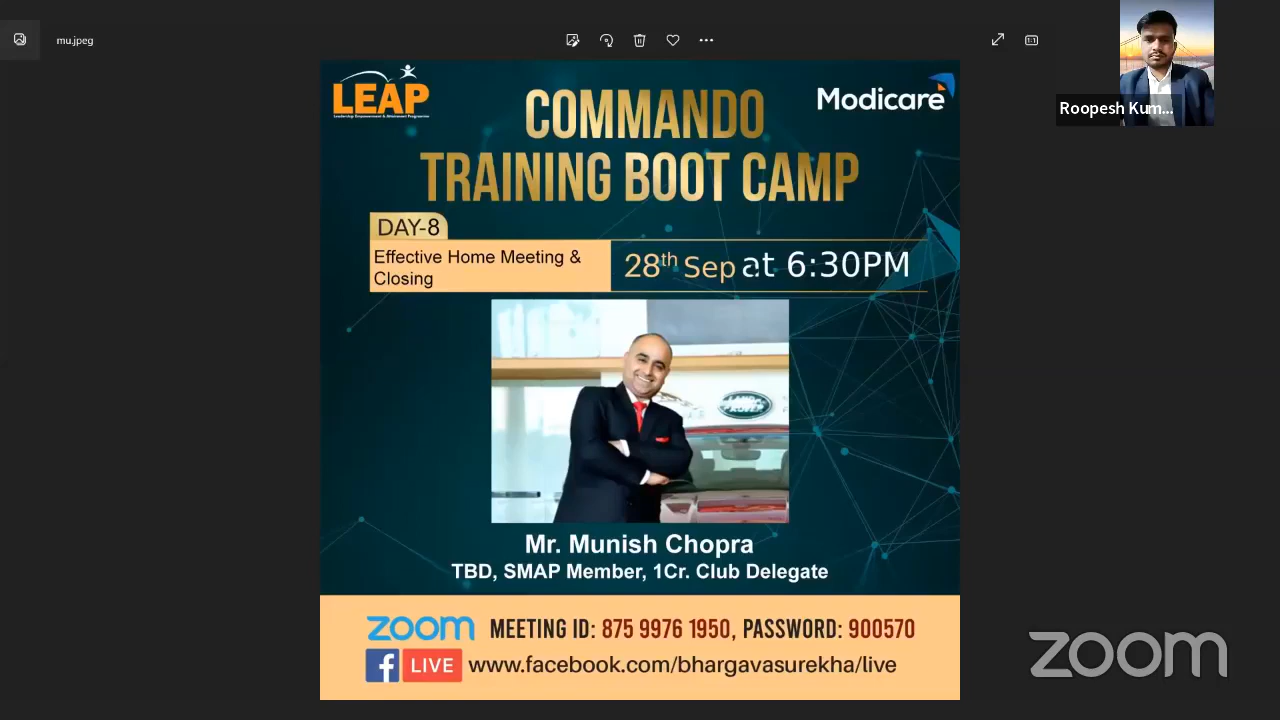 mu.jpeg
Roopesh Kum...
LEAP
Leadership Empowerment & Attainment Programme
Modicare
COMMANDO
TRAINING BOOT CAMP
DAY-8
Effective Home Meeting &
Closing
28th Sep at 6:30PM
Mr. Munish Chopra
TBD, SMAP Member, 1Cr. Club Delegate
zoom MEETING ID: 875 9976 1950, PASSWORD: 900570
f LIVE www.facebook.com/bhargavasurekha/live
zoom